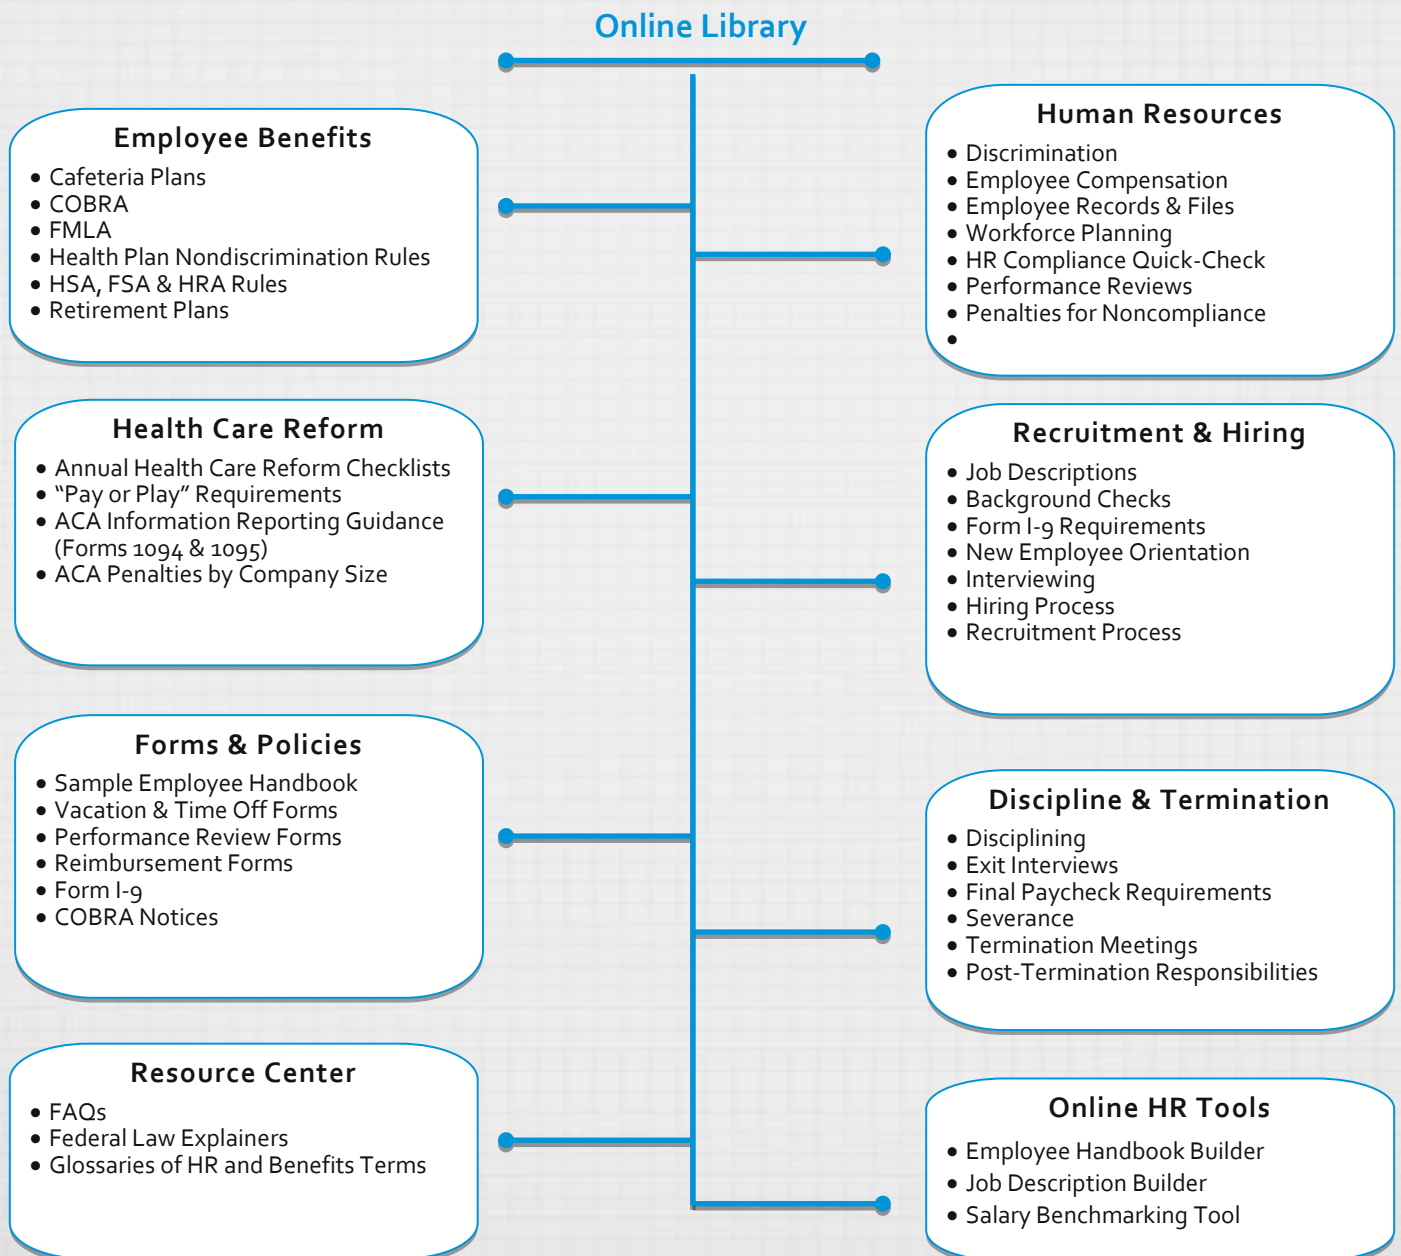 Online Library
Employee Benefits
• Cafeteria Plans
• COBRA
• FMLA
• Health Plan Nondiscrimination Rules
• HSA, FSA & HRA Rules
• Retirement Plans
Human Resources
• Discrimination
• Employee Compensation
• Employee Records & Files
• Workforce Planning
• HR Compliance Quick-Check
• Performance Reviews
• Penalties for Noncompliance
•
Health Care Reform
• Annual Health Care Reform Checklists
• “Pay or Play” Requirements
• ACA Information Reporting Guidance
(Forms 1094 & 1095)
• ACA Penalties by Company Size
Recruitment & Hiring
• Job Descriptions
• Background Checks
• Form I-9 Requirements
• New Employee Orientation
• Interviewing
• Hiring Process
• Recruitment Process
Forms & Policies
• Sample Employee Handbook
• Vacation & Time Off Forms
• Performance Review Forms
• Reimbursement Forms
• Form I-9
• COBRA Notices
Discipline & Termination
• Disciplining
• Exit Interviews
• Final Paycheck Requirements
• Severance
• Termination Meetings
• Post-Termination Responsibilities
Resource Center
• FAQs
• Federal Law Explainers
• Glossaries of HR and Benefits Terms
Online HR Tools
• Employee Handbook Builder
• Job Description Builder
• Salary Benchmarking Tool